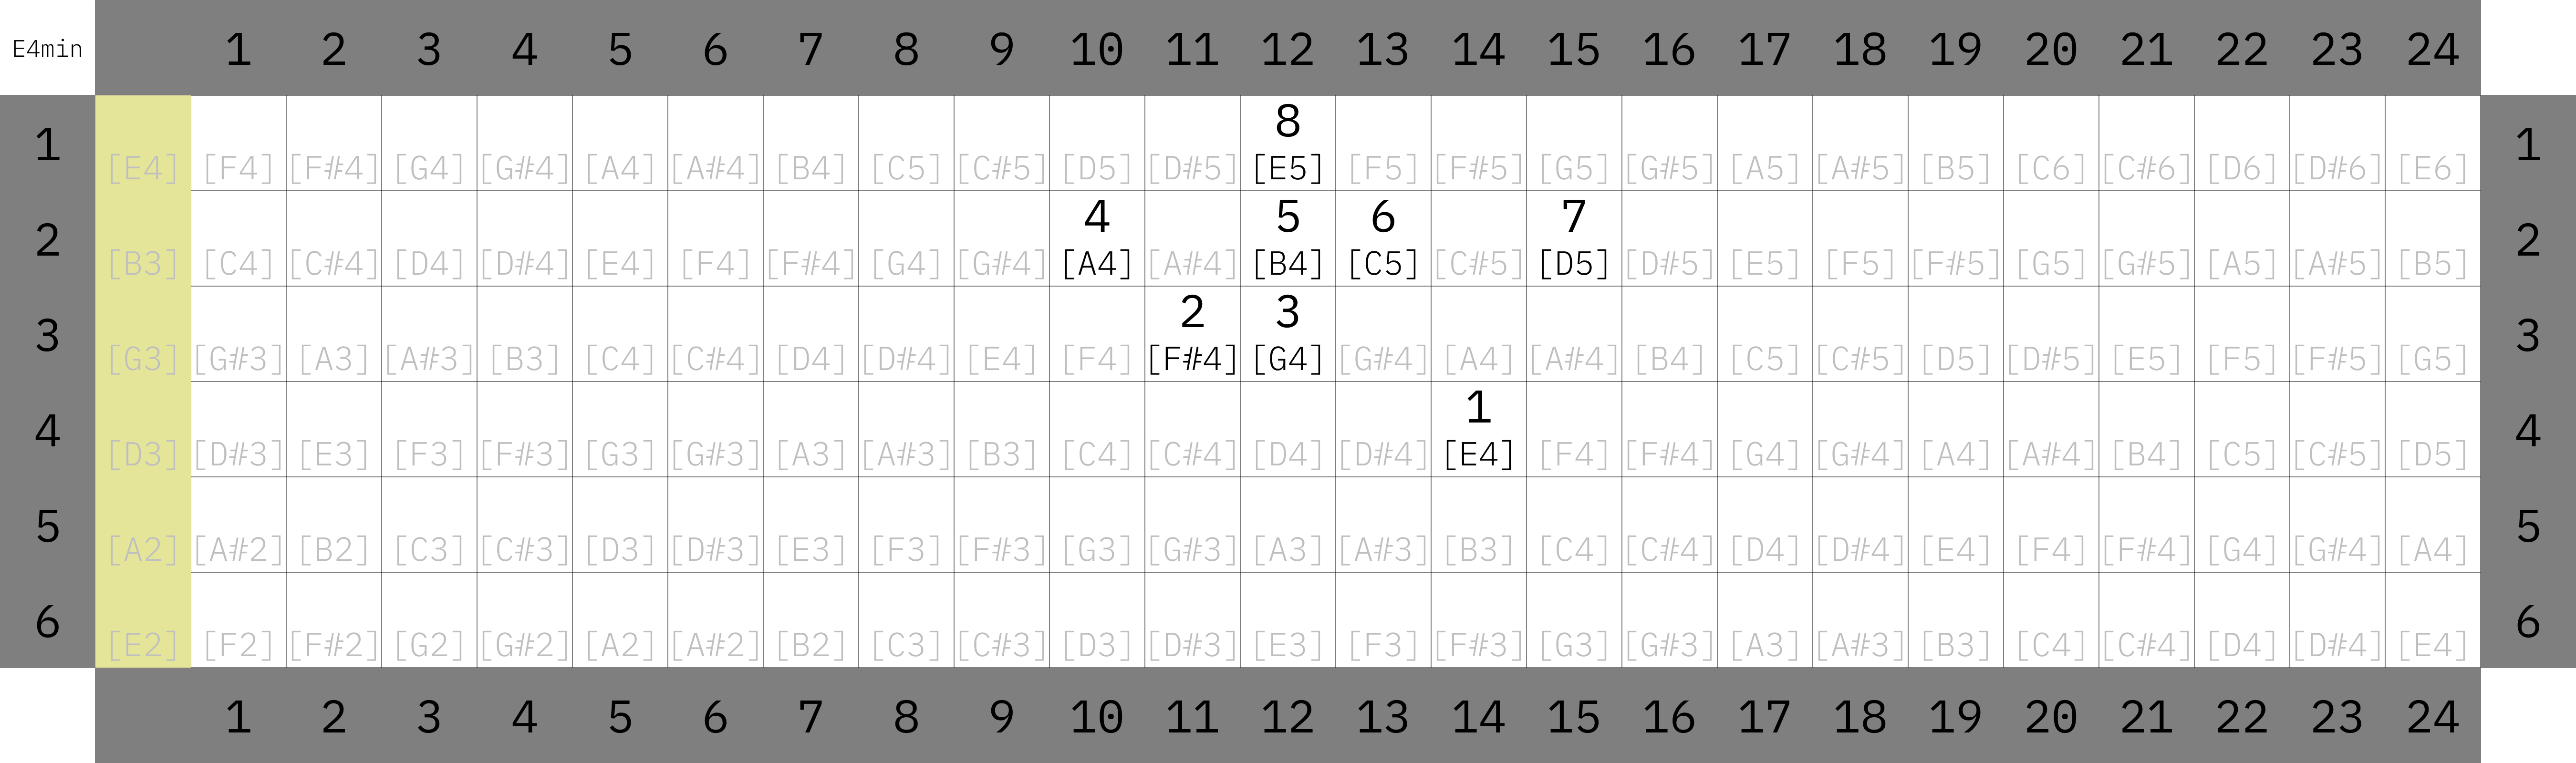 E4min 1 2 3 4 5 6 7 8 9 10 11 12 13 14 15 16 17 18 19 20 21 22 23 24
8
1 [E4] [F4] [F#4] [G4] [G#4] [A4] [A#4] [B4] [C5] [C#5] [D5] [D#5] [E5] [F5] [F#5] [G5] [G#5] [A5] [A#5] [B5] [C6] [C#6] [D6] [D#6] [E6] 1
4 5 6 7
2 [B3] [C4] [C#4] [D4] [D#4] [E4] [F4] [F#4] [G4] [G#4] [A4] [A#4] [B4] [C5] [C#5] [D5] [D#5] [E5] [F5] [F#5] [G5] [G#5] [A5] [A#5] [B5] 2
2 3
3 [G3] [G#3] [A3] [A#3] [B3] [C4] [C#4] [D4] [D#4] [E4] [F4] [F#4] [G4] [G#4] [A4] [A#4] [B4] [C5] [C#5] [D5] [D#5] [E5] [F5] [F#5] [G5] 3
1
4 [D3] [D#3] [E3] [F3] [F#3] [G3] [G#3] [A3] [A#3] [B3] [C4] [C#4] [D4] [D#4] [E4] [F4] [F#4] [G4] [G#4] [A4] [A#4] [B4] [C5] [C#5] [D5] 4
5 [A2] [A#2] [B2] [C3] [C#3] [D3] [D#3] [E3] [F3] [F#3] [G3] [G#3] [A3] [A#3] [B3] [C4] [C#4] [D4] [D#4] [E4] [F4] [F#4] [G4] [G#4] [A4] 5
6 [E2] [F2] [F#2] [G2] [G#2] [A2] [A#2] [B2] [C3] [C#3] [D3] [D#3] [E3] [F3] [F#3] [G3] [G#3] [A3] [A#3] [B3] [C4] [C#4] [D4] [D#4] [E4] 6
1 2 3 4 5 6 7 8 9 10 11 12 13 14 15 16 17 18 19 20 21 22 23 24